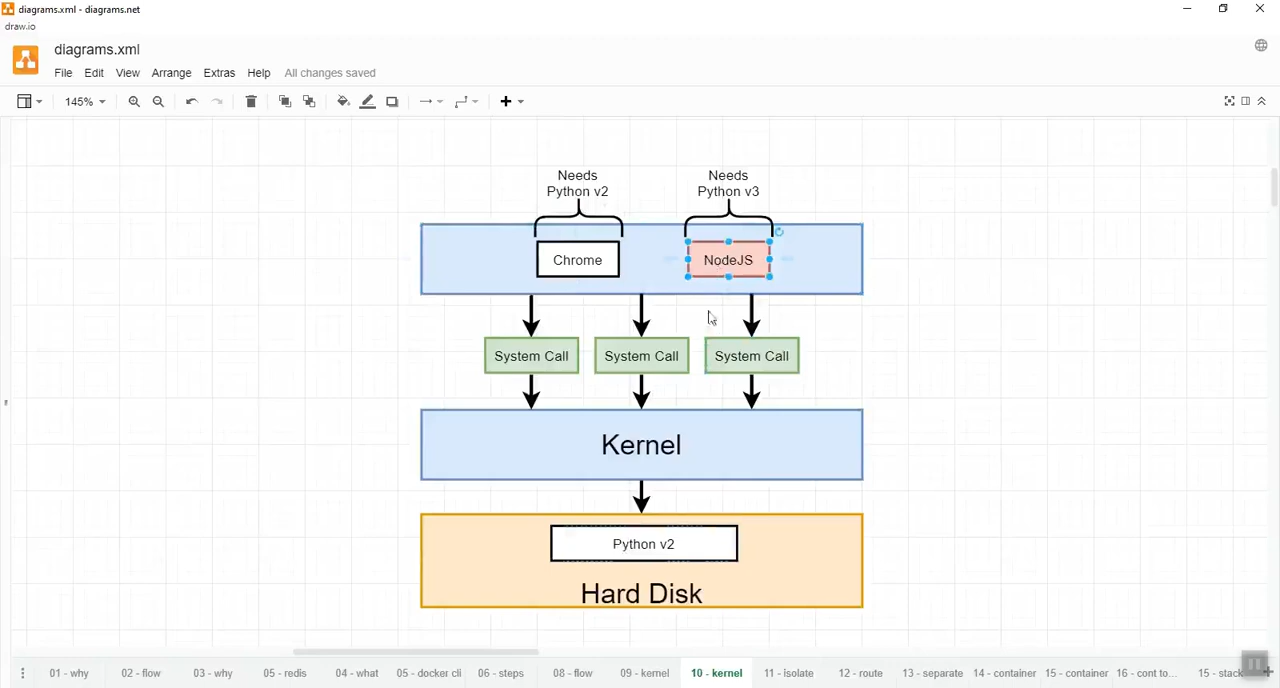 diagrams.xml - diagrams.net
draw.io
diagrams.xml
File Edit View Arrange Extras Help All changes saved
145%
Needs
Python v2
Needs
Python v3
Chrome
NodeJS
System Call
System Call
System Call
Kernel
Python v2
Hard Disk
01 - why 02 - flow 03 - why 05 - redis 04 - what 05 - docker cli 06 - steps 08 - flow 09 - kernel 10 - kernel 11 - isolate 12 - route 13 - separate 14 - container 15 - container 16 - cont to... 15 - stack